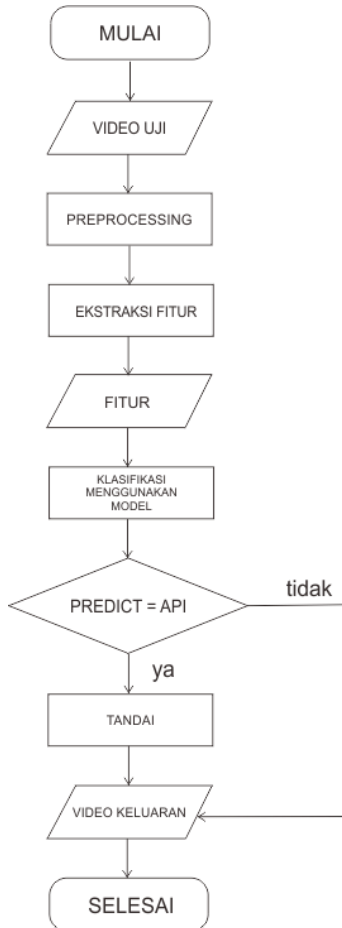 MULAI
VIDEO UJI
PREPROCESSING
EKSTRAKSI FITUR
FITUR
KLASIFIKASI
MENGGUNAKAN
MODEL
PREDICT = API
tidak
ya
TANDAI
VIDEO KELUARAN
SELESAI